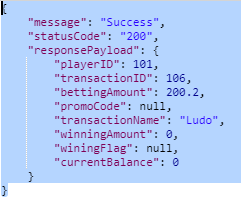 {
    "message": "Success",
    "statusCode": "200",
    "responsePayload": {
        "playerID": 101,
        "transactionID": 106,
        "bettingAmount": 200.2,
        "promoCode": null,
        "transactionName": "Ludo",
        "winningAmount": 0,
        "winingFlag": null,
        "currentBalance": 0
    }
}